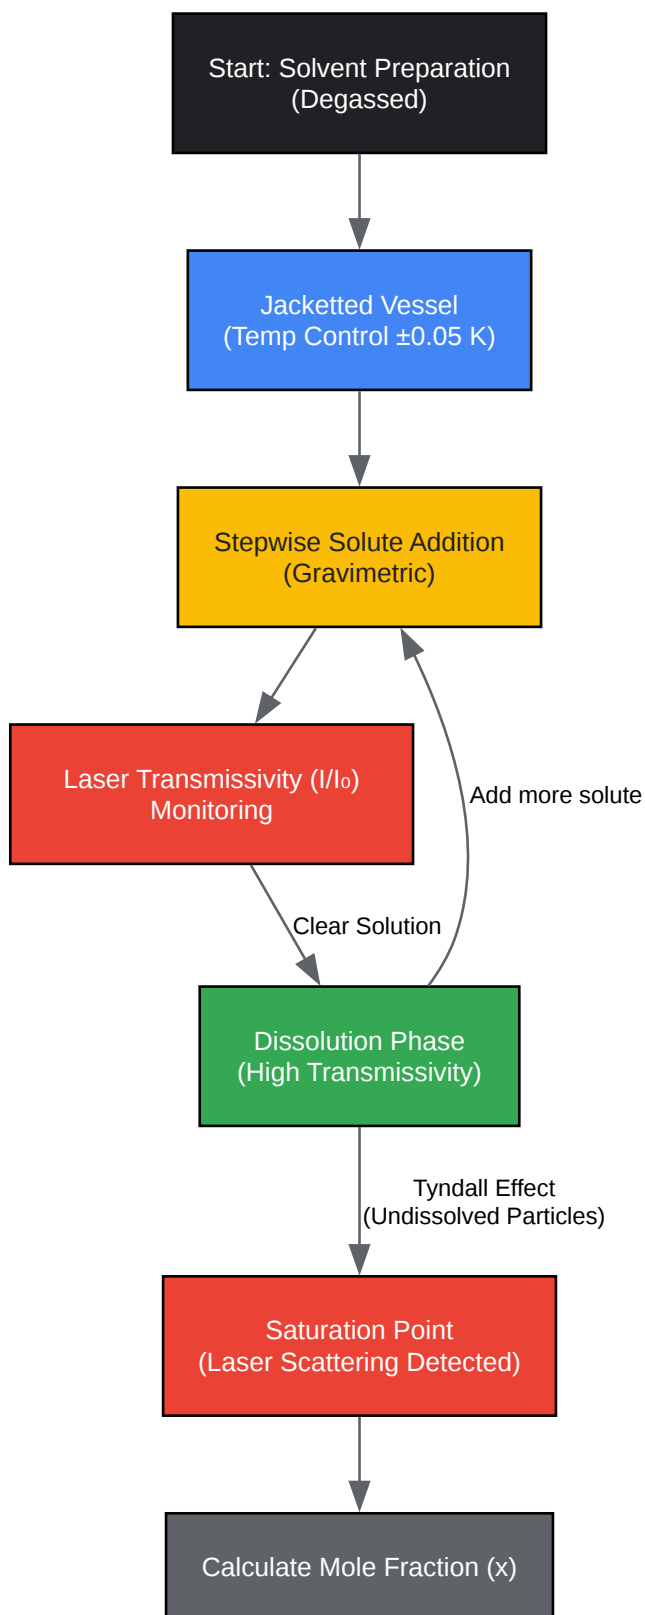 Start: Solvent Preparation
(Degassed)
Jacketted Vessel
(Temp Control ±0.05 K)
Stepwise Solute Addition
(Gravimetric)
Laser Transmissivity (I/I₀)
Monitoring
Add more solute
Clear Solution
Dissolution Phase
(High Transmissivity)
Tyndall Effect
(Undissolved Particles)
Saturation Point
(Laser Scattering Detected)
Calculate Mole Fraction (x)